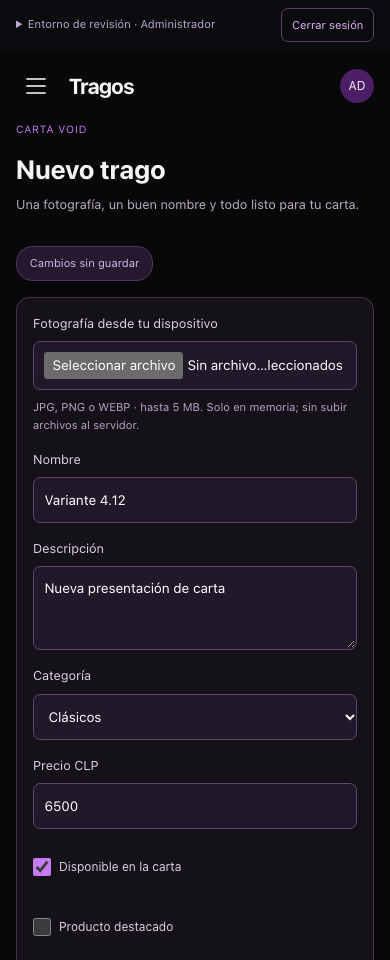 ▶ Entorno de revisión · Administrador
Cerrar sesión
Tragos
AD
CARTA VOID
Nuevo trago
Una fotografía, un buen nombre y todo listo para tu carta.
Cambios sin guardar
Fotografía desde tu dispositivo
Seleccionar archivo Sin archivo...leccionados
JPG, PNG o WEBP · hasta 5 MB. Solo en memoria; sin subir
archivos al servidor.
Nombre
Variante 4.12
Descripción
Nueva presentación de carta
Categoría
Clásicos
Precio CLP
6500
Disponible en la carta
Producto destacado